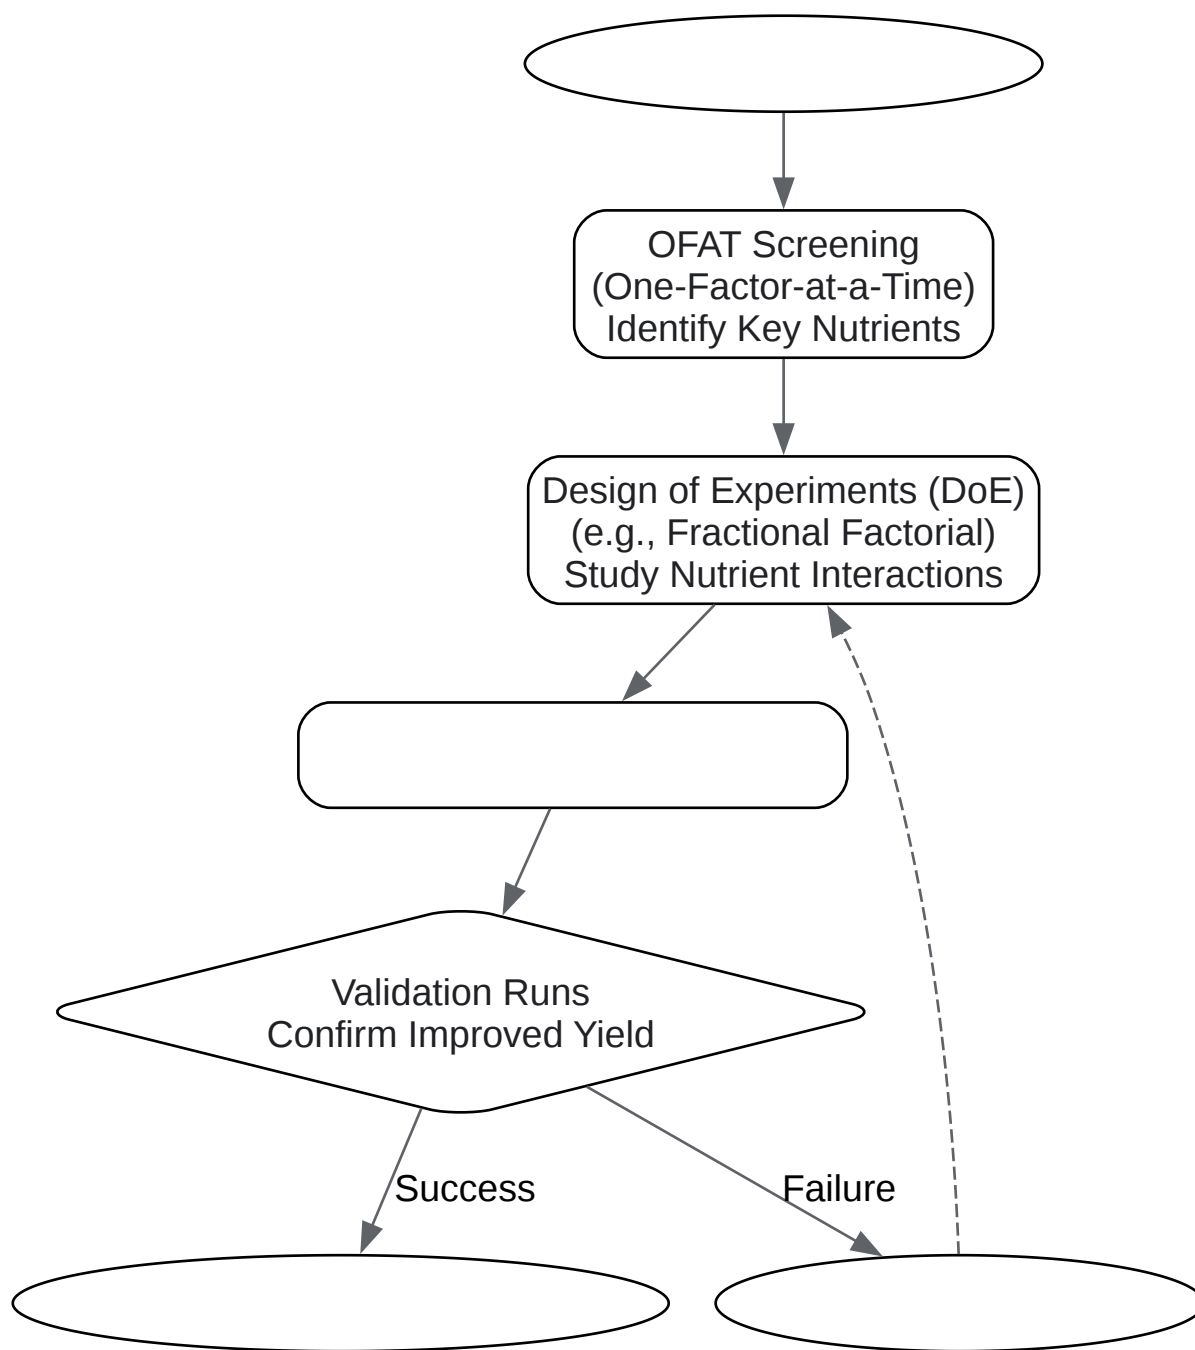 OFAT Screening
(One-Factor-at-a-Time)
Identify Key Nutrients
Design of Experiments (DoE)
(e.g., Fractional Factorial)
Study Nutrient Interactions
Validation Runs
Confirm Improved Yield
Success
Failure